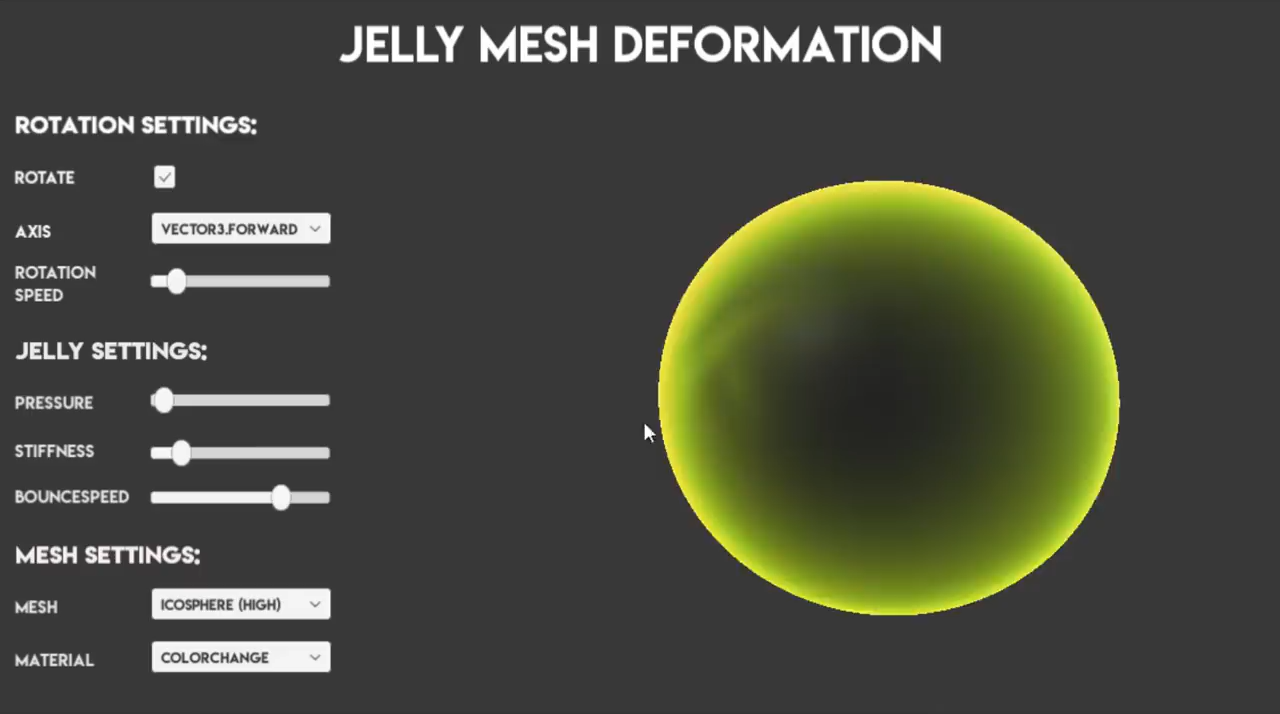 JELLY MESH DEFORMATION
ROTATION SETTINGS:
ROTATE
AXIS
VECTOR3.FORWARD
ROTATION
SPEED
JELLY SETTINGS:
PRESSURE
STIFFNESS
BOUNCESPEED
MESH SETTINGS:
MESH
ICOSPHERE (HIGH)
MATERIAL
COLORCHANGE